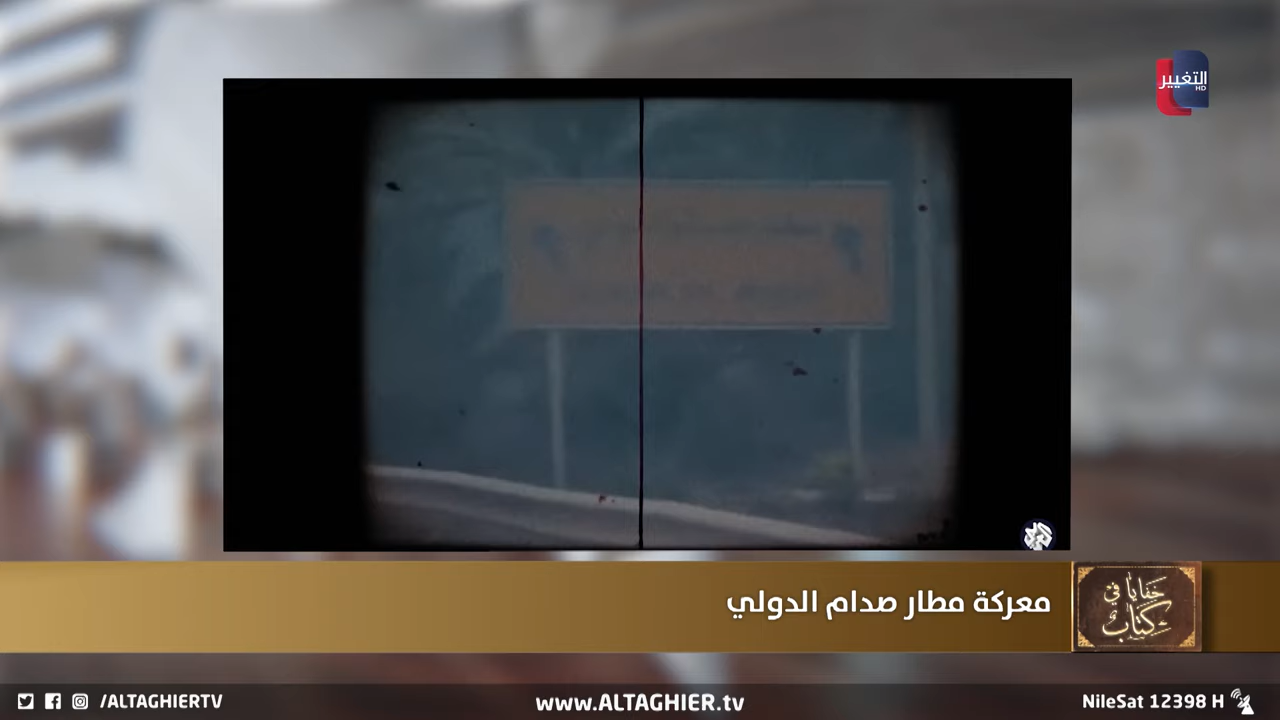 التغيير
HD
معركة مطار صدام الدولي
خفايا في
كتاب
/ALTAGHIERTV
www.ALTAGHIER.tv
NileSat 12398 H